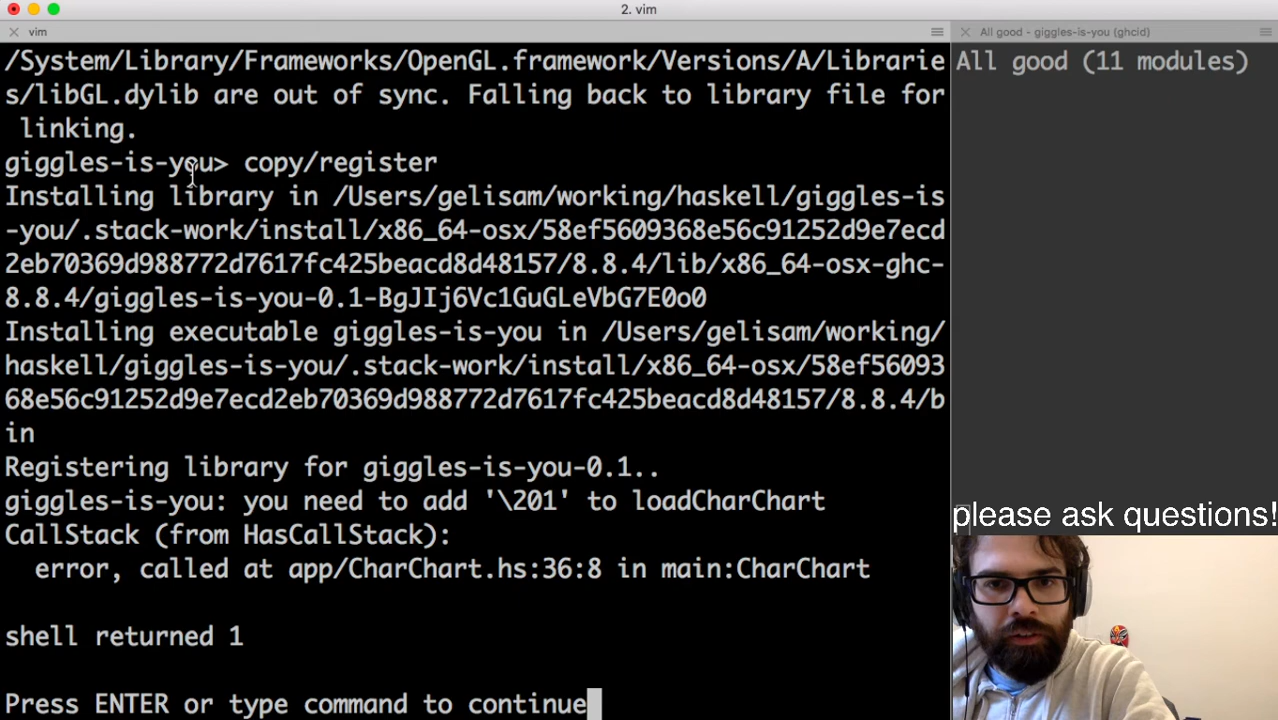 2. vim
vim
All good - giggles-is-you (ghcid)
/System/Library/Frameworks/OpenGL.framework/Versions/A/Librarie
s/libGL.dylib are out of sync. Falling back to library file for
 linking.
giggles-is-you> copy/register
Installing library in /Users/gelisam/working/haskell/giggles-is
-you/.stack-work/install/x86_64-osx/58ef5609368e56c91252d9e7ecd
2eb70369d988772d7617fc425beacd8d48157/8.8.4/lib/x86_64-osx-ghc-
8.8.4/giggles-is-you-0.1-BgJIj6Vc1GuGLeVbG7E0o0
Installing executable giggles-is-you in /Users/gelisam/working/
haskell/giggles-is-you/.stack-work/install/x86_64-osx/58ef56093
68e56c91252d9e7ecd2eb70369d988772d7617fc425beacd8d48157/8.8.4/b
in
Registering library for giggles-is-you-0.1..
giggles-is-you: you need to add '\201' to loadCharChart
CallStack (from HasCallStack):
  error, called at app/CharChart.hs:36:8 in main:CharChart
shell returned 1
Press ENTER or type command to continue
All good (11 modules)
please ask questions!